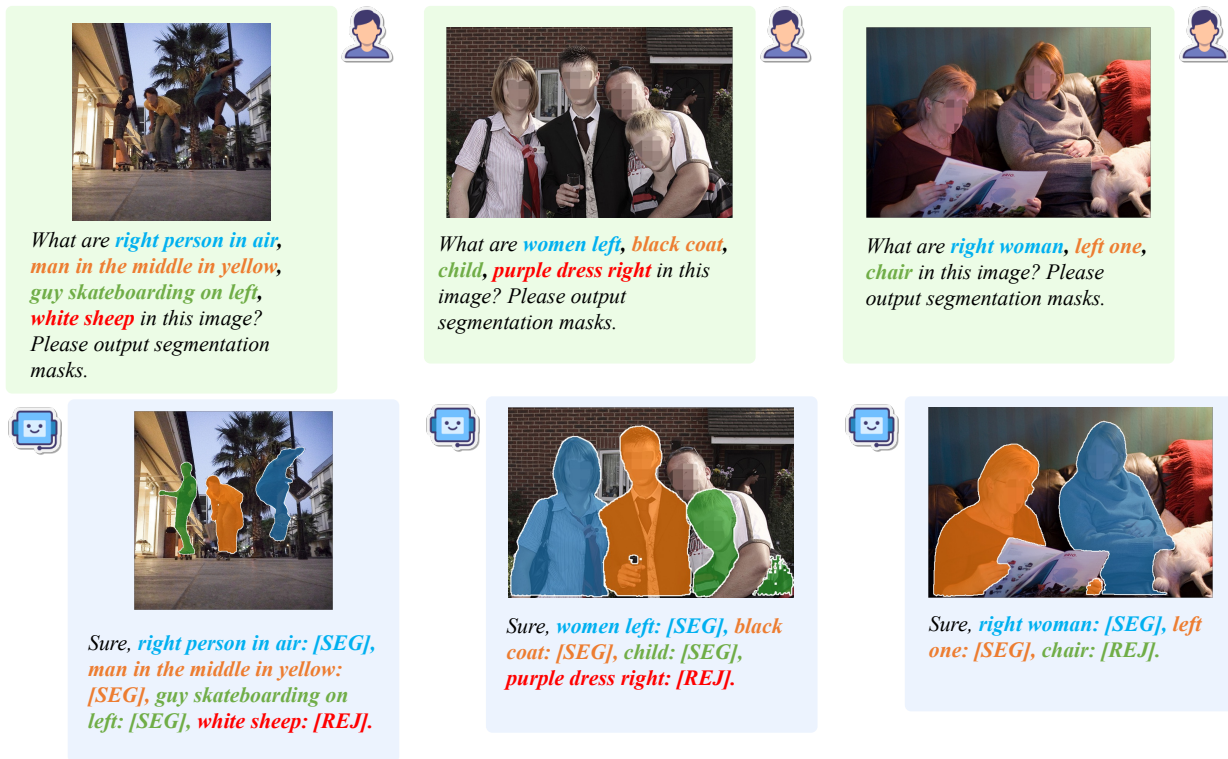 What are right person in air,
man in the middle in yellow,
guy skateboarding on left,
white sheep in this image?
Please output segmentation
masks.
What are women left, black coat,
child, purple dress right in this
image? Please output
segmentation masks.
What are right woman, left one,
chair in this image? Please
output segmentation masks.
Sure, right person in air: [SEG],
man in the middle in yellow:
[SEG], guy skateboarding on
left: [SEG], white sheep: [REJ].
Sure, women left: [SEG], black
coat: [SEG], child: [SEG],
purple dress right: [REJ].
Sure, right woman: [SEG], left
one: [SEG], chair: [REJ].